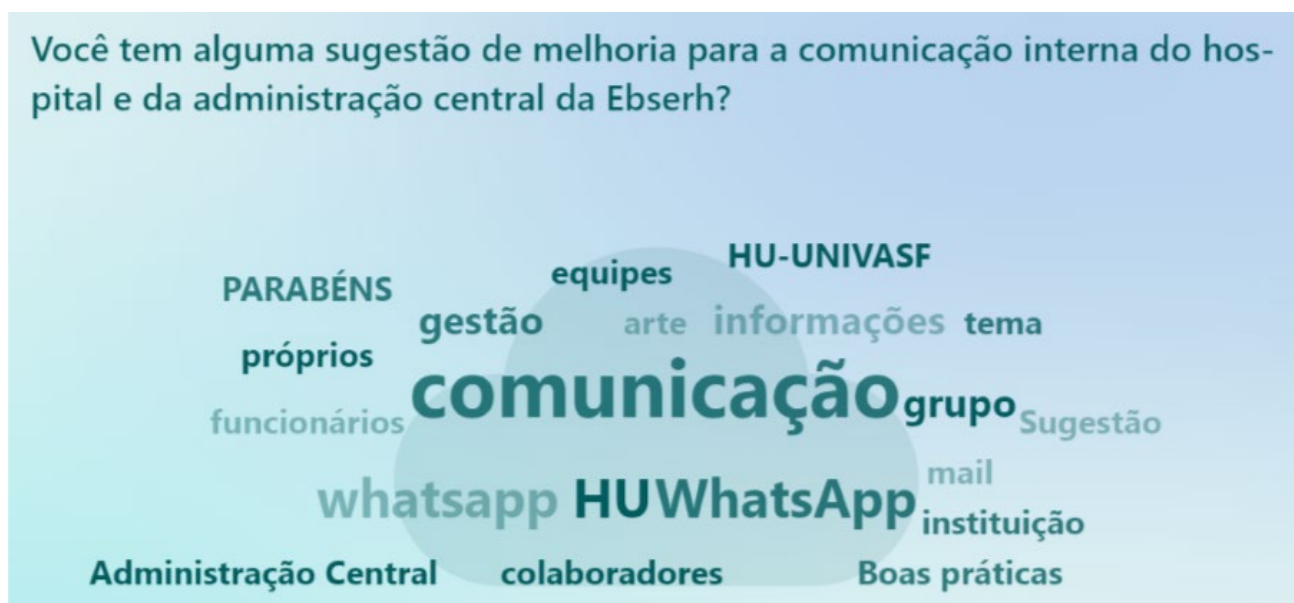 Você tem alguma sugestão de melhoria para a comunicação interna do hos-
pital e da administração central da Ebserh?
HU-UNIVASF
equipes
PARABÉNS
gestão arte informações tema
próprios
comunicação grupo
funcionários Sugestão
mail
whatsapp HU WhatsApp
instituição
Administração Central colaboradores Boas práticas